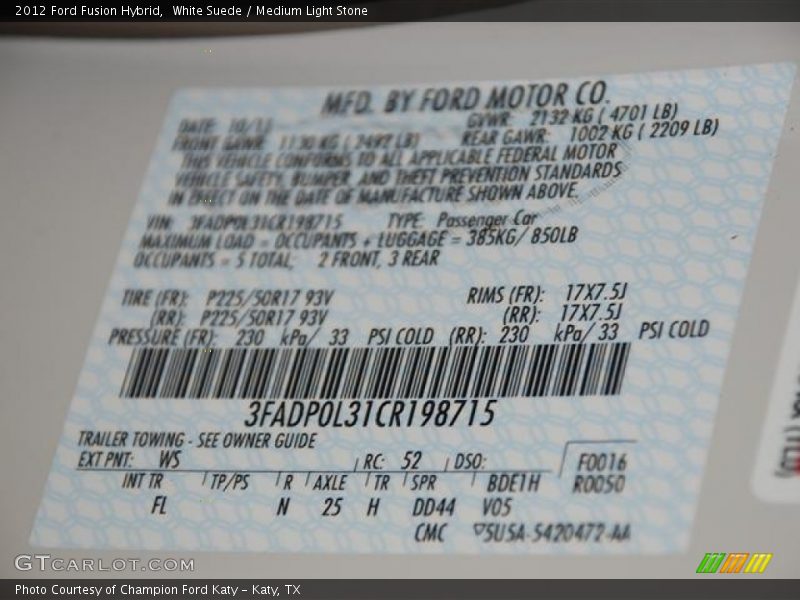 2012 Ford Fusion Hybrid,  White Suede / Medium Light Stone
MFD. BY FORD MOTOR CO.
DATE: 10/11 GVWR: 2132 KG ( 4701 LB)
FRONT GAWR: 1130 KG ( 2492 LB) REAR GAWR: 1002 KG ( 2209 LB)
THIS VEHICLE CONFORMS TO ALL APPLICABLE FEDERAL MOTOR
VEHICLE SAFETY, BUMPER, AND THEFT PREVENTION STANDARDS
IN EFFECT ON THE DATE OF MANUFACTURE SHOWN ABOVE.
VIN: 3FADP0L31CR198715 TYPE: Passenger Car
MAXIMUM LOAD = OCCUPANTS + LUGGAGE = 385KG/ 850LB
OCCUPANTS = 5 TOTAL, 2 FRONT, 3 REAR
TIRE (FR): P225/50R17 93V RIMS (FR): 17X7.5J
(RR): P225/50R17 93V (RR): 17X7.5J
PRESSURE (FR): 230 kPa/ 33 PSI COLD (RR): 230 kPa/ 33 PSI COLD
3FADP0L31CR198715
TRAILER TOWING - SEE OWNER GUIDE
EXT PNT: WS RC: 52 DSO: F0016
INT TR TP/PS R AXLE TR SPR BDE1H R0050
FL N 25 H DD44 V05
CMC ▽5USA-5420472-AA
GTCARLOT.COM
Photo Courtesy of Champion Ford Katy – Katy, TX